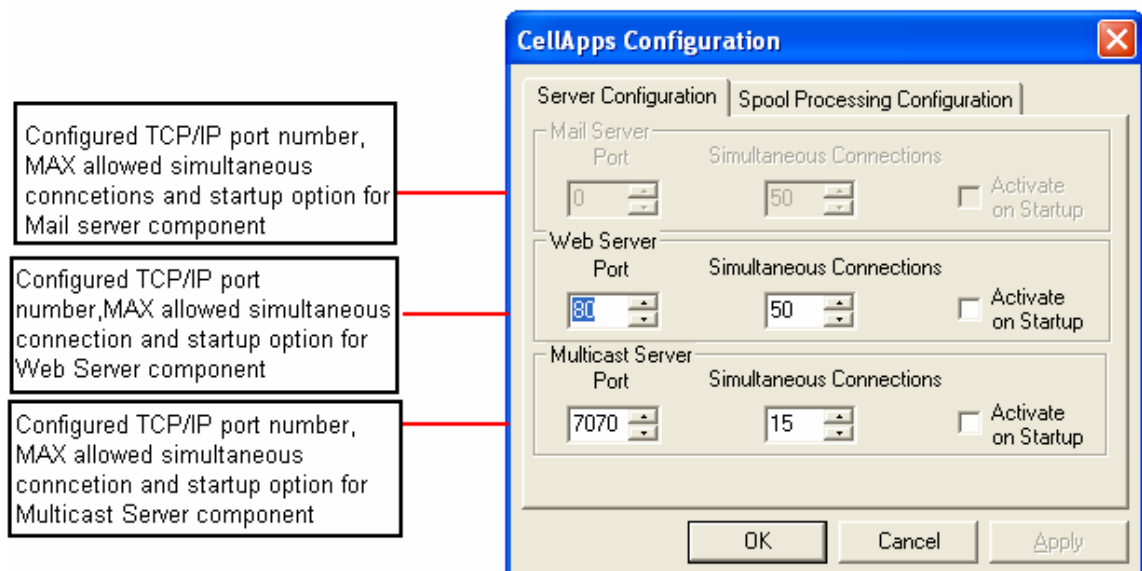 CellApps Configuration
Server Configuration
Spool Processing Configuration
Configured TCP/IP port number,
MAX allowed simultaneous
conncetions and startup option for
Mail server component
Mail Server
Port
Simultaneous Connections
0
50
Activate
on Startup
Configured TCP/IP port
number,MAX allowed simultaneous
connection and startup option for
Web Server component
Web Server
Port
Simultaneous Connections
80
50
Activate
on Startup
Configured TCP/IP port number,
MAX allowed simultaneous
conncetion and startup option for
Multicast Server component
Multicast Server
Port
Simultaneous Connections
7070
15
Activate
on Startup
OK
Cancel
Apply